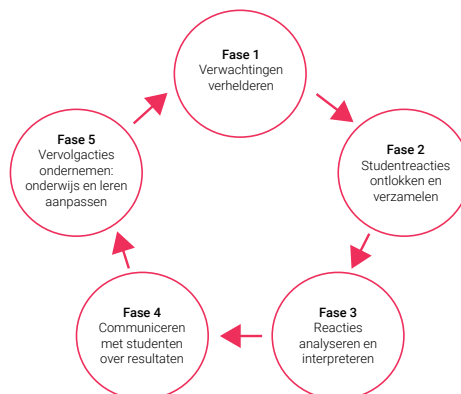 Fase 1
Verwachtingen
verhelderen
Fase 2
Studentreacties
ontlokken en
verzamelen
Fase 3
Reacties
analyseren en
interpreteren
Fase 4
Communiceren
met studenten
over resultaten
Fase 5
Vervolgacties
ondernemen:
onderwijs en leren
aanpassen